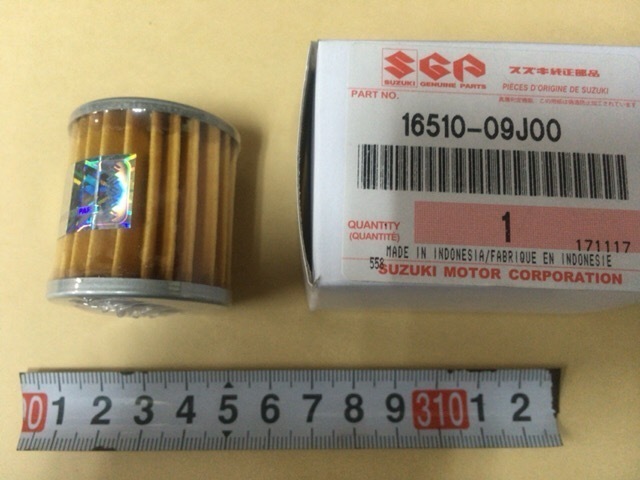 SGP スズキ純正部品
SUZUKI GENUINE PARTS PIÈCES D'ORIGINE DE SUZUKI
PART NO.
16510-09J00
QUANTITY
(QUANTITÉ)
1
171117
MADE IN INDONESIA/FABRIQUE EN INDONESIE
558
SUZUKI MOTOR CORPORATION
0 1 2 3 4 5 6 7 8 9 310 1 2